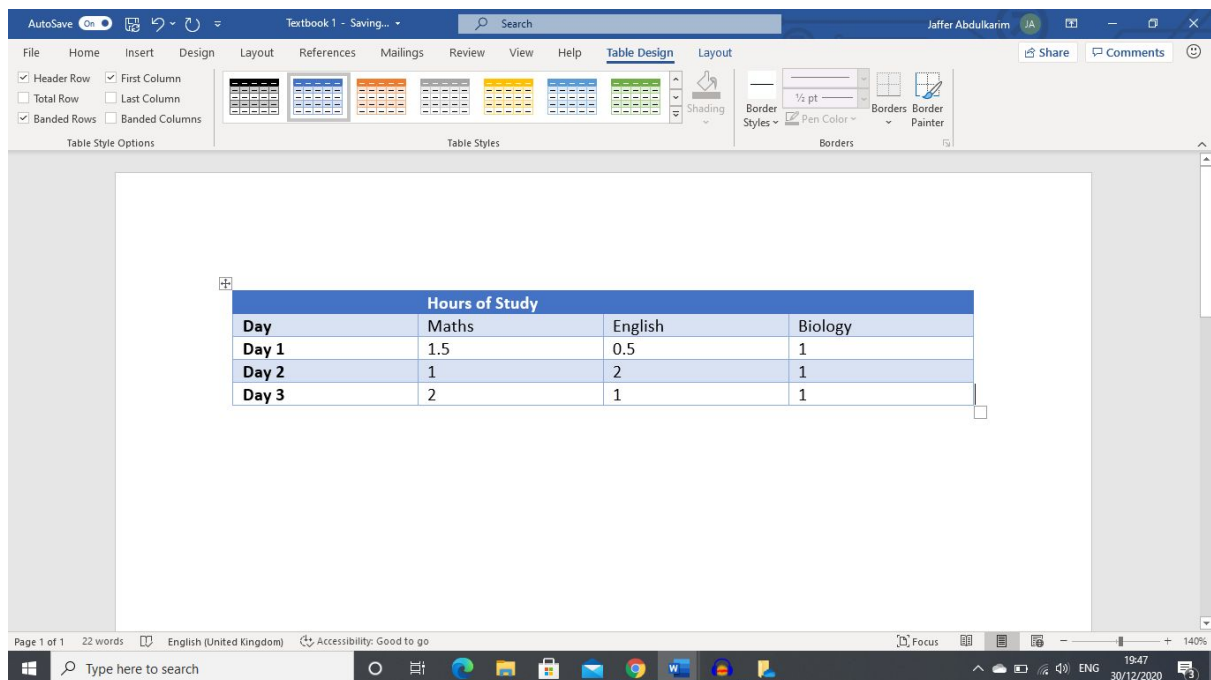 AutoSave On Textbook 1 - Saving... Search Jaffer Abdulkarim JA
File Home Insert Design Layout References Mailings Review View Help Table Design Layout Share Comments
Header Row First Column
Total Row Last Column
Banded Rows Banded Columns
Shading
Border Styles
½ pt
Pen Color
Borders
Border Painter
Table Style Options Table Styles Borders
Hours of Study
Day Maths English Biology
Day 1 1.5 0.5 1
Day 2 1 2 1
Day 3 2 1 1
Page 1 of 1 22 words English (United Kingdom) Accessibility: Good to go Focus 140%
Type here to search W ENG 19:47
30/12/2020 3